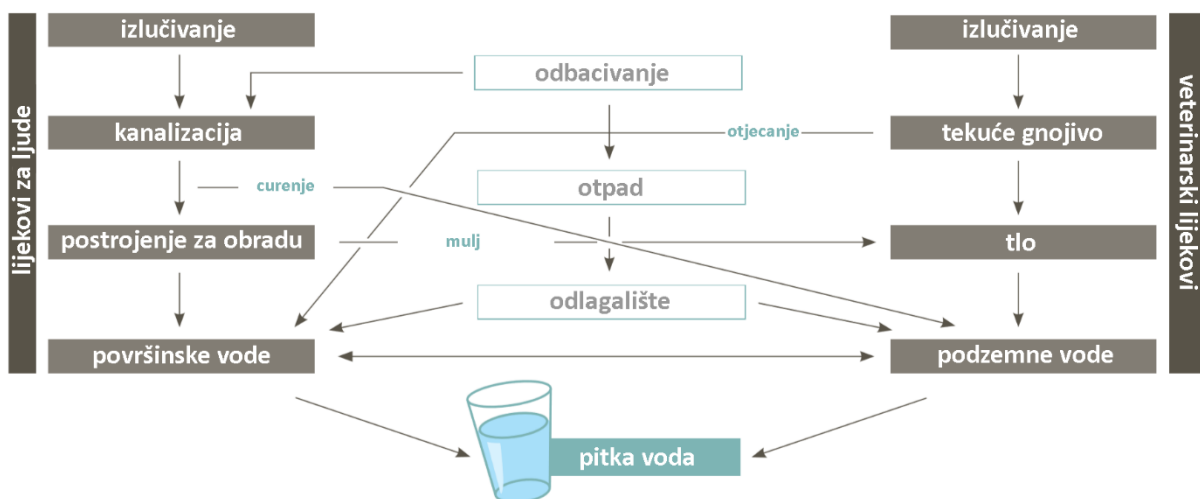 izlučivanje
izlučivanje
odbacivanje
lijekovi za ljude
veterinarski lijekovi
kanalizacija
otjecanje
tekuće gnojivo
curenje
otpad
postrojenje za obradu
mulj
tlo
odlagalište
površinske vode
podzemne vode
pitka voda